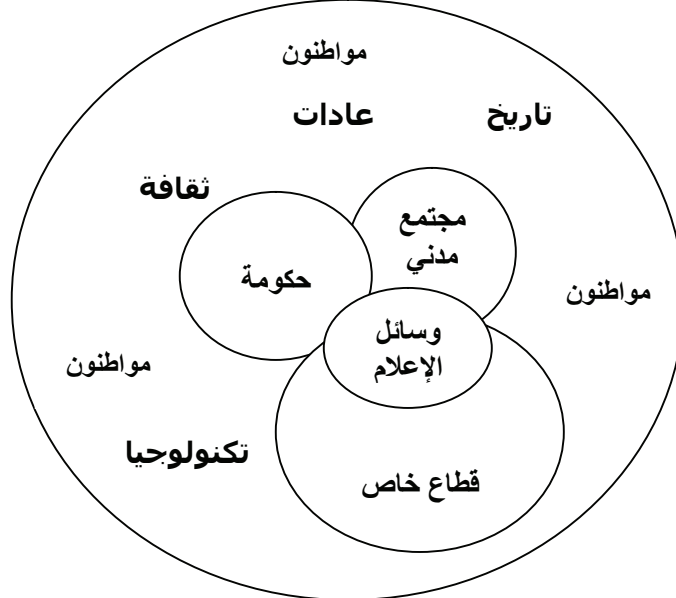 مواطنون
تاريخ
عادات
ثقافة
مجتمع
مدني
حكومة
مواطنون
وسائل
الإعلام
مواطنون
تكنولوجيا
قطاع خاص